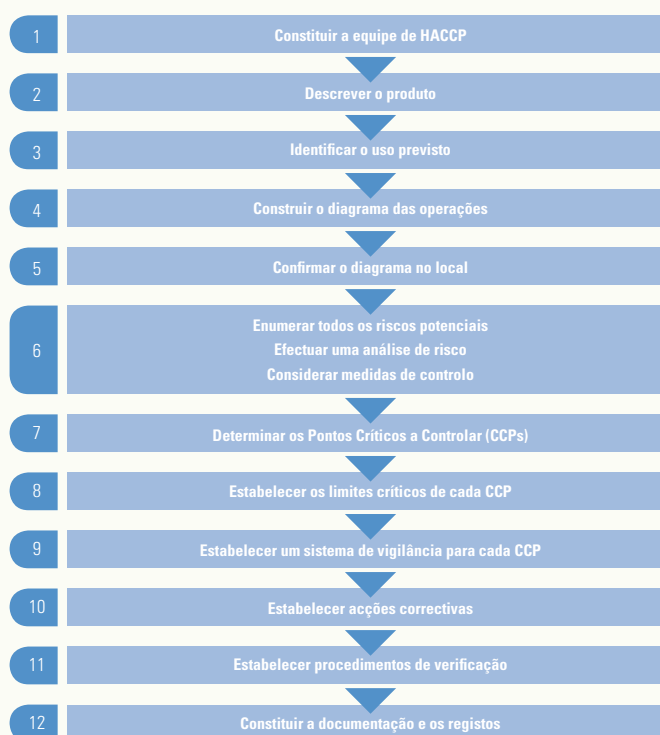 1 Constituir a equipe de HACCP
2 Descrever o produto
3 Identificar o uso previsto
4 Construir o diagrama das operações
5 Confirmar o diagrama no local
6 Enumerar todos os riscos potenciais
Efectuar uma análise de risco
Considerar medidas de controlo
7 Determinar os Pontos Críticos a Controlar (CCPs)
8 Estabelecer os limites críticos de cada CCP
9 Estabelecer um sistema de vigilância para cada CCP
10 Estabelecer acções correctivas
11 Estabelecer procedimentos de verificação
12 Constituir a documentação e os registos